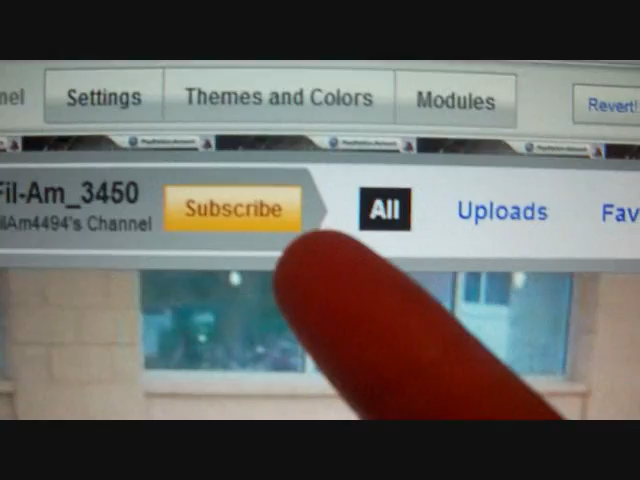 nel Settings Themes and Colors Modules Revert!
Fil-Am_3450
ilAm4494's Channel
Subscribe All Uploads Fav